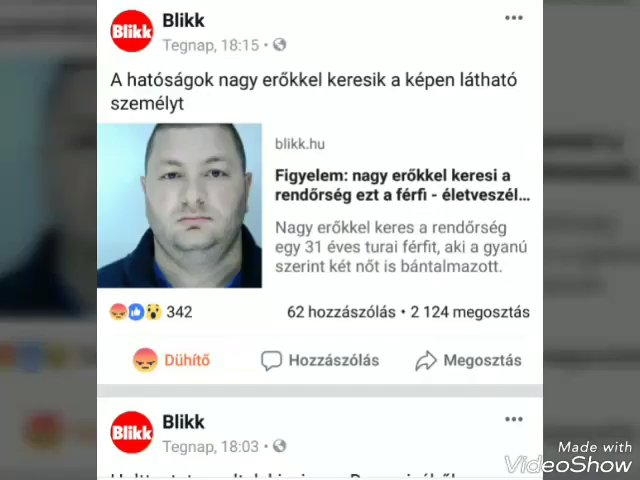 Blikk
Blikk
Tegnap, 18:15
A hatóságok nagy erőkkel keresik a képen látható
személyt
blikk.hu
Figyelem: nagy erőkkel keresi a
rendőrség ezt a férfi - életveszél...
Nagy erőkkel keres a rendőrség
egy 31 éves turai férfit, aki a gyanú
szerint két nőt is bántalmazott.
342
62 hozzászólás • 2 124 megosztás
Dühítő
Hozzászólás
Megosztás
Blikk
Blikk
Tegnap, 18:03
Made with
VideoShow